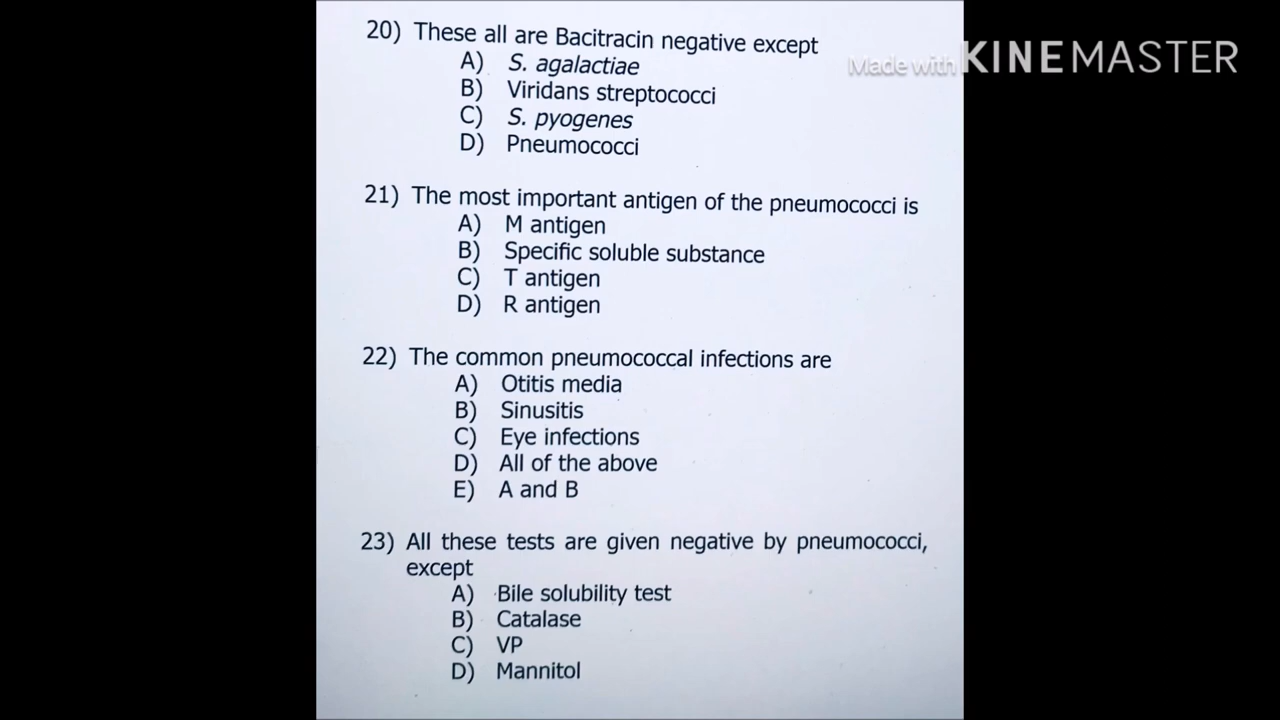 20) These all are Bacitracin negative except
A) S. agalactiae
B) Viridans streptococci
C) S. pyogenes
D) Pneumococci
Made with KINEMASTER
21) The most important antigen of the pneumococci is
A) M antigen
B) Specific soluble substance
C) T antigen
D) R antigen
22) The common pneumococcal infections are
A) Otitis media
B) Sinusitis
C) Eye infections
D) All of the above
E) A and B
23) All these tests are given negative by pneumococci,
except
A) Bile solubility test
B) Catalase
C) VP
D) Mannitol